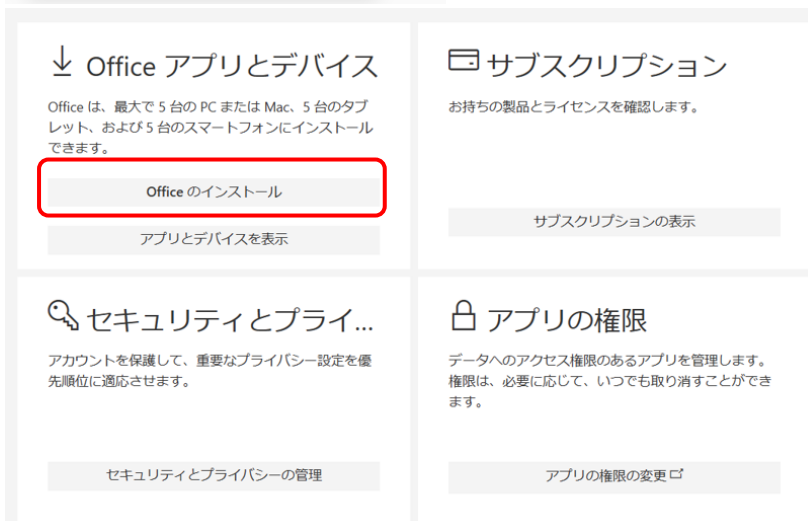 Office アプリとデバイス
Office は、最大で 5 台の PC または Mac、5 台のタブ
レット、および 5 台のスマートフォンにインストール
できます。
Office のインストール
アプリとデバイスを表示
サブスクリプション
お持ちの製品とライセンスを確認します。
サブスクリプションの表示
セキュリティとプライ...
アカウントを保護して、重要なプライバシー設定を優
先順位に適応させます。
セキュリティとプライバシーの管理
アプリの権限
データへのアクセス権限のあるアプリを管理します。
権限は、必要に応じて、いつでも取り消すことができ
ます。
アプリの権限の変更